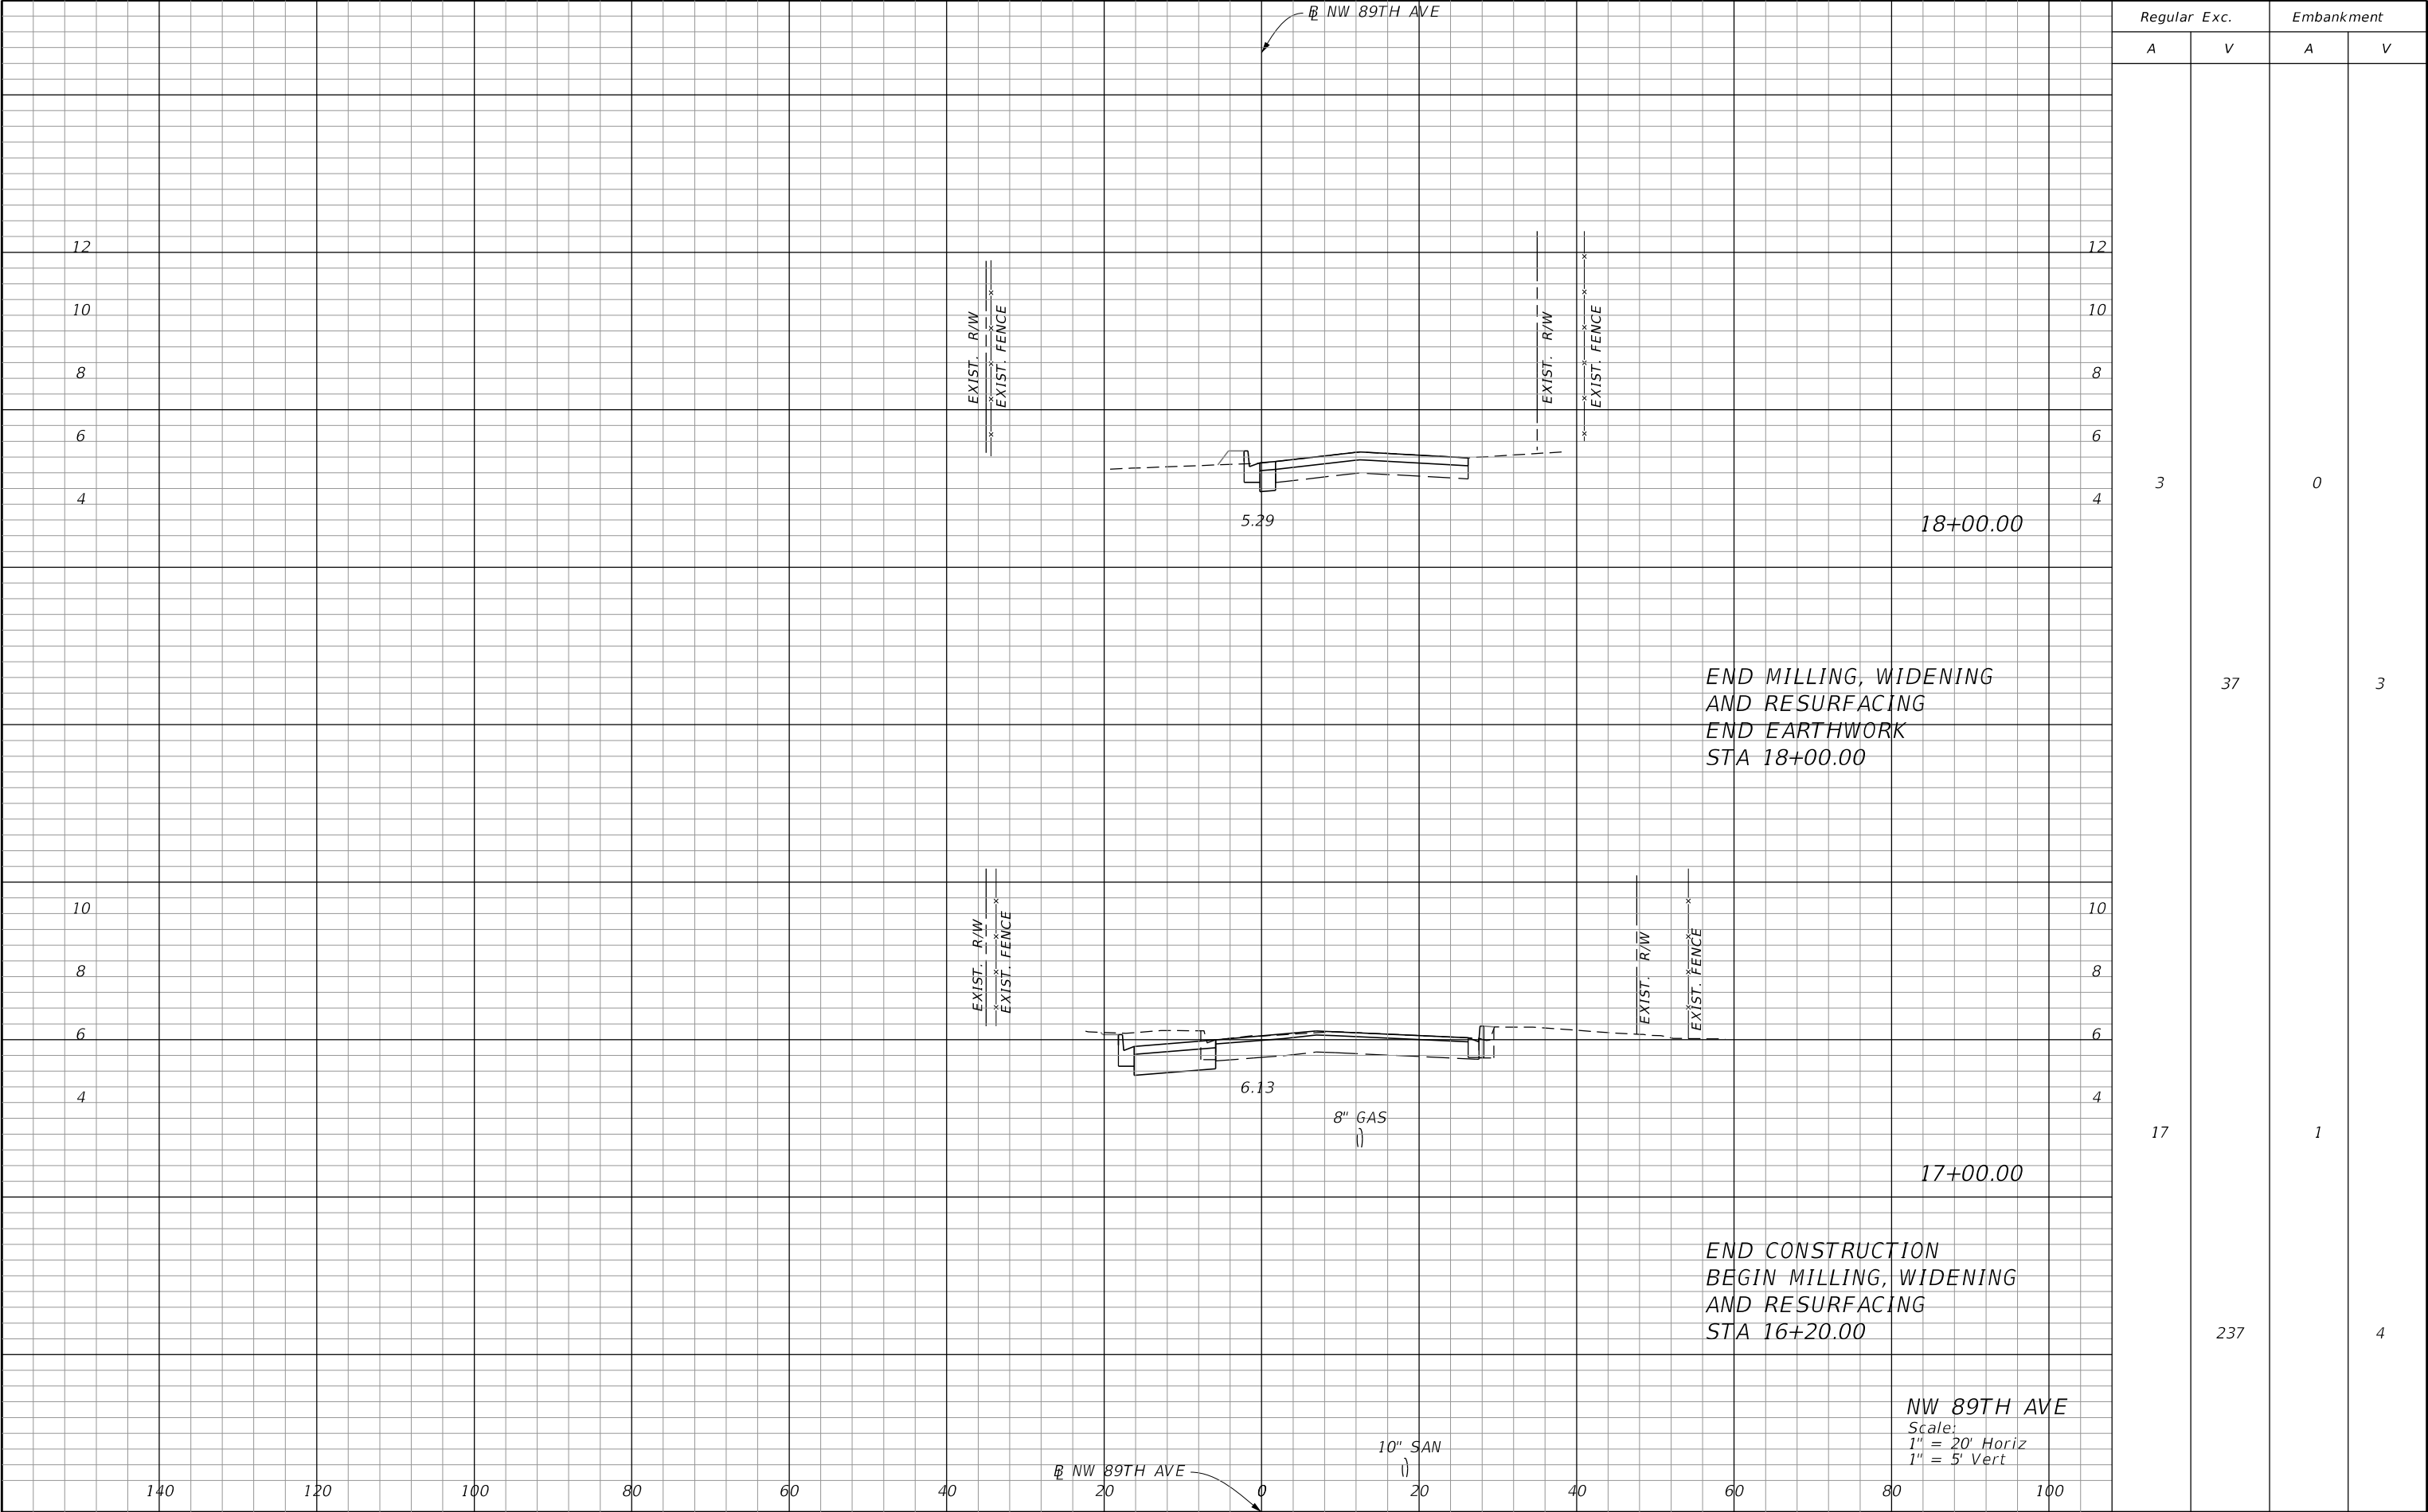 BL NW 89TH AVE
Regular Exc.
Embankment
A V A V
12 12
10 10
8 8
6 6
4 4
EXIST. R/W
EXIST. FENCE
EXIST. R/W
EXIST. FENCE
5.29
18+00.00
3 0
END MILLING, WIDENING
AND RESURFACING
END EARTHWORK
STA 18+00.00
37 3
10 10
8 8
6 6
4 4
EXIST. R/W
EXIST. FENCE
EXIST. R/W
EXIST. FENCE
6.13
8" GAS
17+00.00
17 1
END CONSTRUCTION
BEGIN MILLING, WIDENING
AND RESURFACING
STA 16+20.00
237 4
NW 89TH AVE
Scale:
1" = 20' Horiz
1" = 5' Vert
10" SAN
BL NW 89TH AVE
140 120 100 80 60 40 20 0 20 40 60 80 100